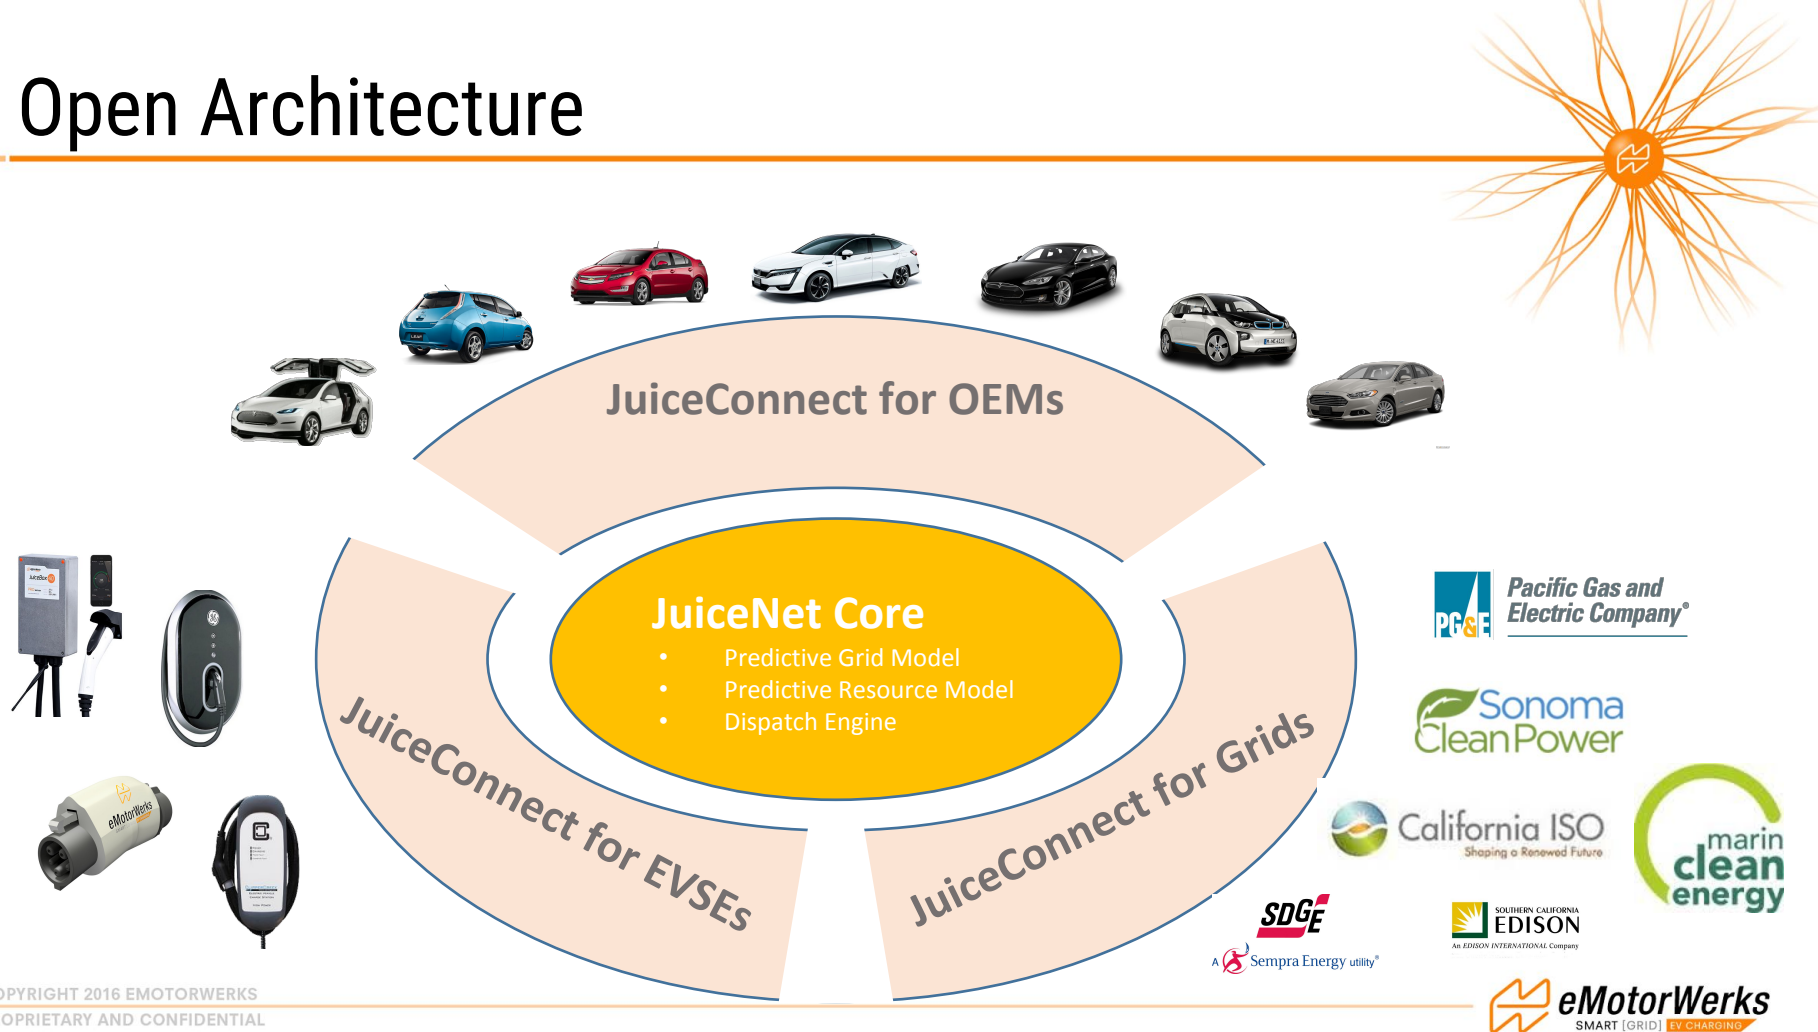 Open Architecture
JuiceConnect for OEMs
JuiceNet Core
• Predictive Grid Model
• Predictive Resource Model
• Dispatch Engine
JuiceConnect for EVSEs
JuiceConnect for Grids
JuiceBox
eMotorWerks
PG&E
Pacific Gas and
Electric Company®
Sonoma
CleanPower
California ISO
Shaping a Renewed Future
marin
clean
energy
SDGE
A Sempra Energy utility®
SOUTHERN CALIFORNIA
EDISON
An EDISON INTERNATIONAL Company
OPYRIGHT 2016 EMOTORWERKS
OPRIETARY AND CONFIDENTIAL
eMotorWerks
SMART [GRID] EV CHARGING